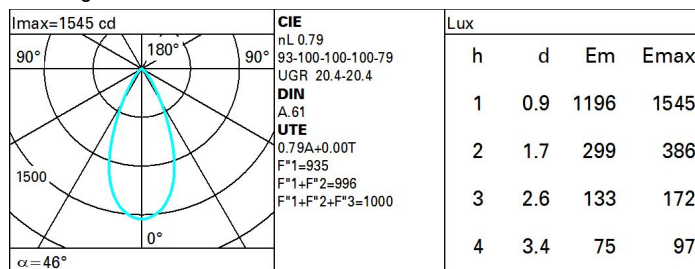 Imax=1545 cd
90°
180°
90°
1500
0°
α=46°
CIE
nL 0.79
93-100-100-100-79
UGR 20.4-20.4
DIN
A.61
UTE
0.79A+0.00T
F"1=935
F"1+F"2=996
F"1+F"2+F"3=1000
Lux
h d Em Emax
1 0.9 1196 1545
2 1.7 299 386
3 2.6 133 172
4 3.4 75 97